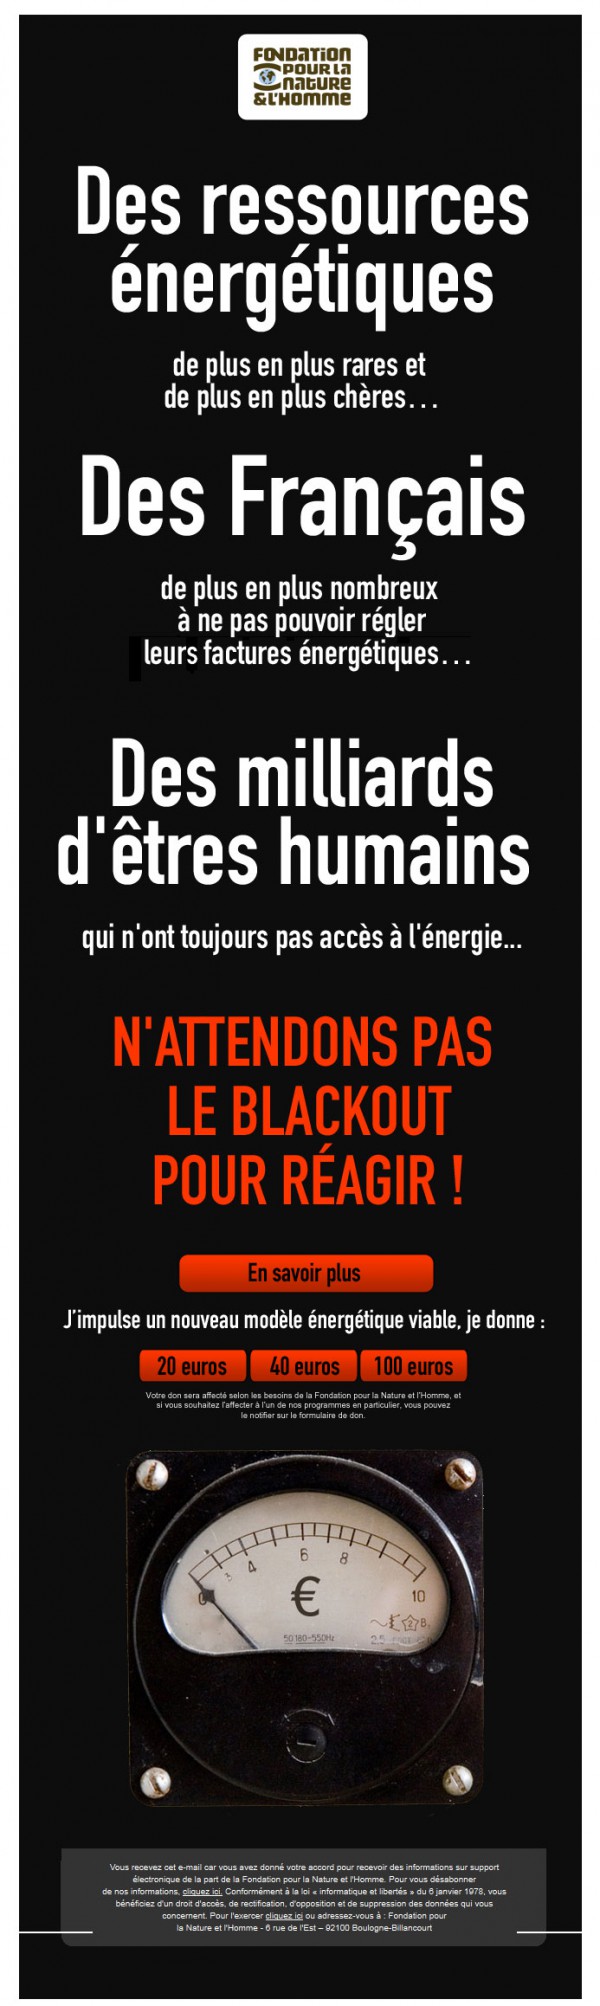 FONDATION
POUR LA
NATURE
& L'HOMME
Des ressources
énergétiques
de plus en plus rares et
de plus en plus chères...
Des Français
de plus en plus nombreux
à ne pas pouvoir régler
leurs factures énergétiques...
Des milliards
d'êtres humains
qui n'ont toujours pas accès à l'énergie...
N'ATTENDONS PAS
LE BLACKOUT
POUR RÉAGIR !
En savoir plus
J'impulse un nouveau modèle énergétique viable, je donne :
20 euros 40 euros 100 euros
Votre don sera affecté selon les besoins de la Fondation pour la Nature et l'Homme, et
si vous souhaitez l'affecter à l'un de nos programmes en particulier, vous pouvez
le notifier sur le formulaire de don.
0 3 4 6 8 10
€
50 180-550Hz
2,5
Vous recevez cet e-mail car vous avez donné votre accord pour recevoir des informations sur support
électronique de la part de la Fondation pour la Nature et l'Homme. Pour vous désabonner
de nos informations, cliquez ici. Conformément à la loi « informatique et libertés » du 6 janvier 1978, vous
bénéficiez d'un droit d'accès, de rectification, d'opposition et de suppression des données qui vous
concernent. Pour l'exercer cliquez ici ou adressez-vous à : Fondation pour
la Nature et l'Homme - 6 rue de l'Est – 92100 Boulogne-Billancourt